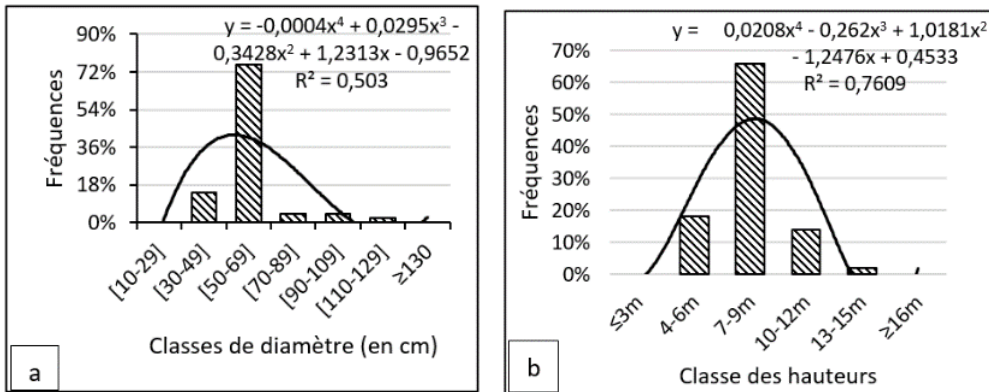 y = -0,0004x⁴ + 0,0295x³ -
0,3428x² + 1,2313x - 0,9652
R² = 0,503
90%
72%
54%
36%
18%
0%
Fréquences
[10-29]
[30-49]
[50-69]
[70-89]
[90-109]
[110-129]
≥130
Classes de diamètre (en cm)
a
y = 0,0208x⁴ - 0,262x³ + 1,0181x²
- 1,2476x + 0,4533
R² = 0,7609
70%
60%
50%
40%
30%
20%
10%
0%
Fréquences
≤3m
4-6m
7-9m
10-12m
13-15m
≥16m
Classe des hauteurs
b